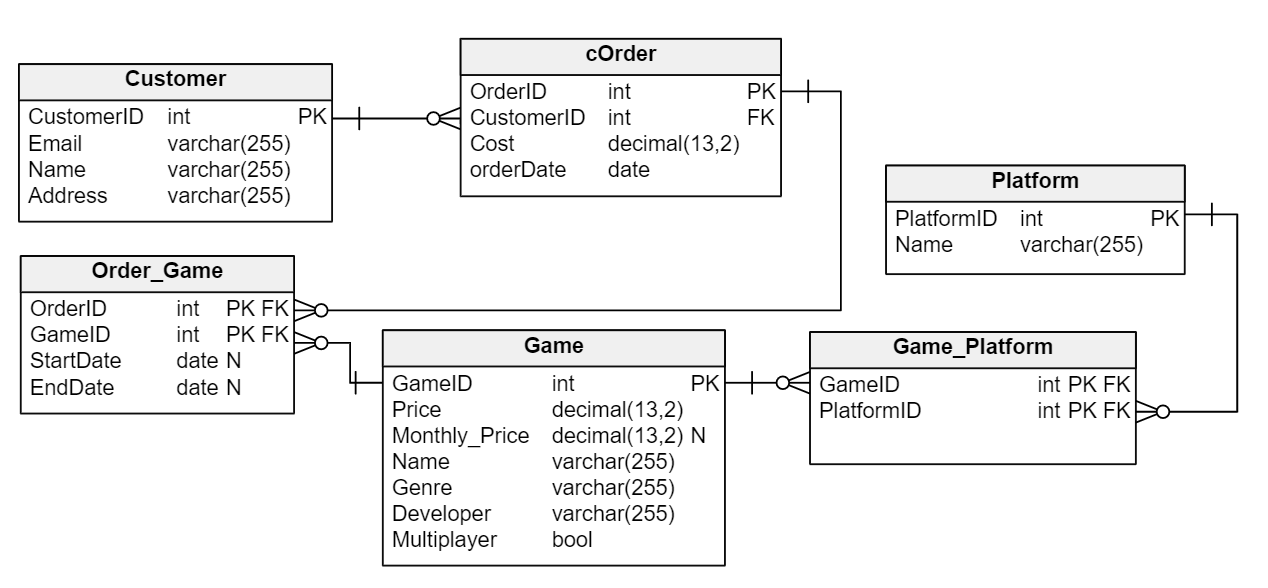 Customer
CustomerID int PK
Email varchar(255)
Name varchar(255)
Address varchar(255)
cOrder
OrderID int PK
CustomerID int FK
Cost decimal(13,2)
orderDate date
Platform
PlatformID int PK
Name varchar(255)
Order_Game
OrderID int PK FK
GameID int PK FK
StartDate date N
EndDate date N
Game
GameID int PK
Price decimal(13,2)
Monthly_Price decimal(13,2) N
Name varchar(255)
Genre varchar(255)
Developer varchar(255)
Multiplayer bool
Game_Platform
GameID int PK FK
PlatformID int PK FK